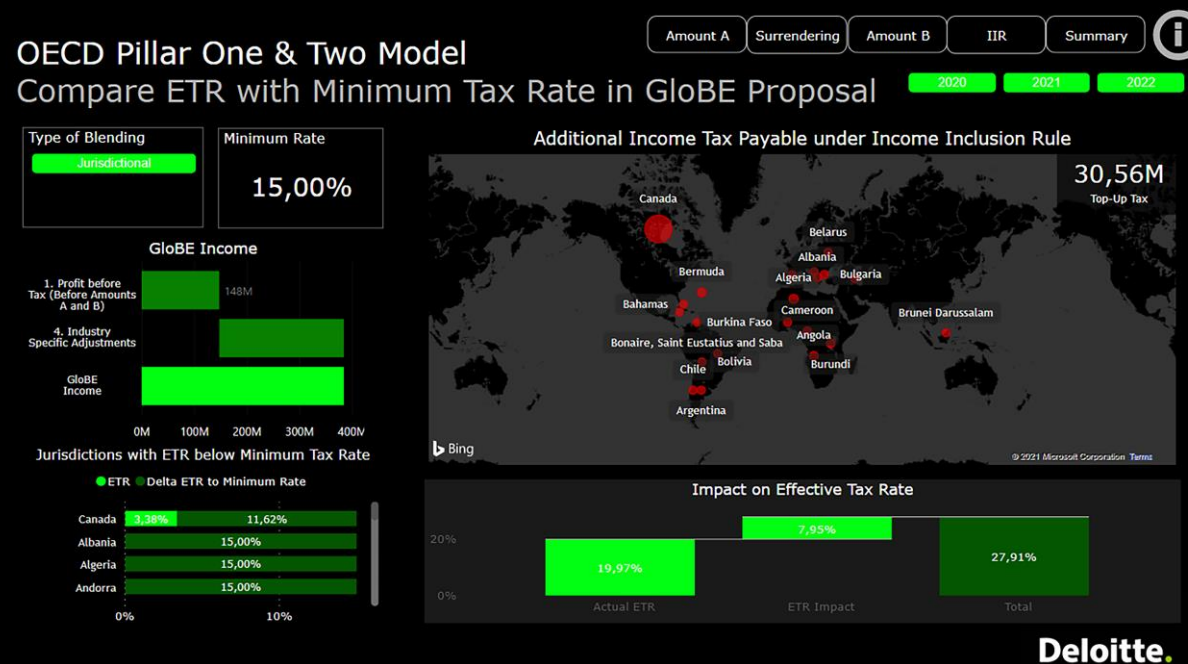 Amount A
Surrendering
Amount B
IIR
Summary
i
OECD Pillar One & Two Model
Compare ETR with Minimum Tax Rate in GloBE Proposal
2020
2021
2022
Type of Blending
Jurisdictional
Minimum Rate
15,00%
GloBE Income
1. Profit before
Tax (Before Amounts
A and B)
148M
4. Industry
Specific Adjustments
GloBE
Income
0M 100M 200M 300M 400M
Jurisdictions with ETR below Minimum Tax Rate
ETR Delta ETR to Minimum Rate
Canada 3,38% 11,62%
Albania 15,00%
Algeria 15,00%
Andorra 15,00%
0% 10%
Additional Income Tax Payable under Income Inclusion Rule
30,56M
Top-Up Tax
Canada
Belarus
Albania
Bermuda
Algeria
Bulgaria
Bahamas
Cameroon
Brunei Darussalam
Burkina Faso
Angola
Bonaire, Saint Eustatius and Saba
Bolivia
Chile
Burundi
Argentina
Bing
© 2021 Microsoft Corporation Terms
Impact on Effective Tax Rate
20%
0%
19,97%
7,95%
27,91%
Actual ETR
ETR Impact
Total
Deloitte.